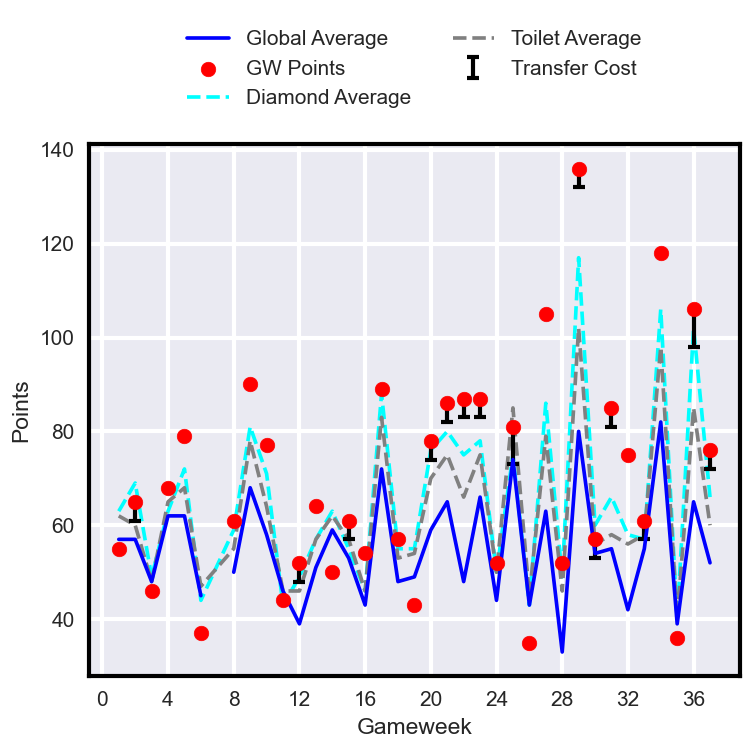 Global Average
GW Points
Diamond Average
Toilet Average
Transfer Cost
140
120
100
80
60
40
Points
0 4 8 12 16 20 24 28 32 36
Gameweek